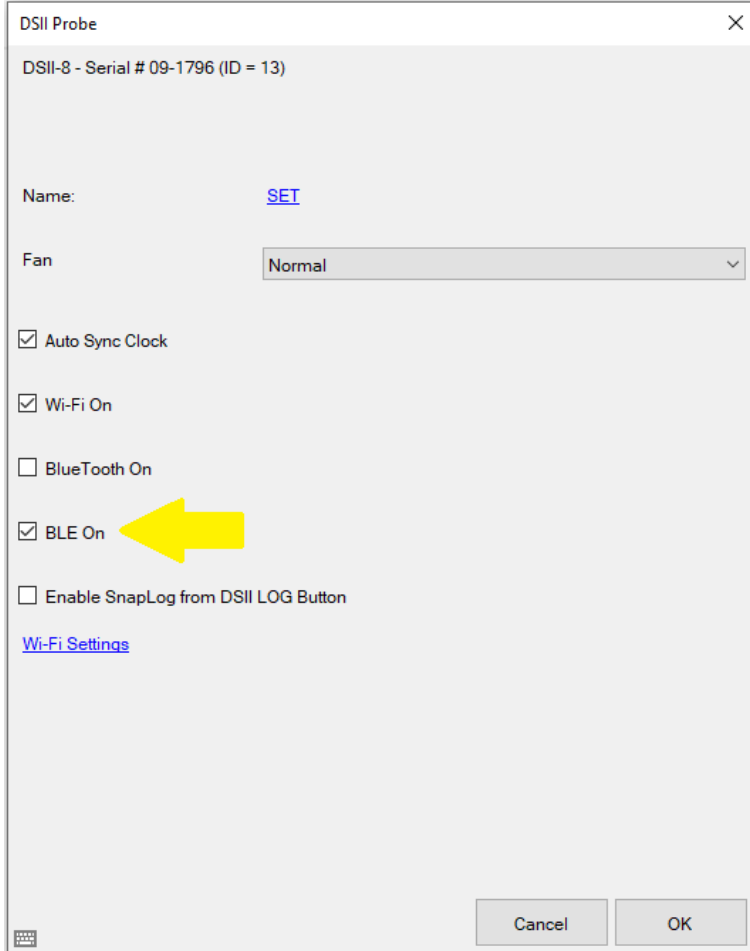 DSII Probe
DSII-8 - Serial # 09-1796 (ID = 13)
Name: SET
Fan Normal
Auto Sync Clock
Wi-Fi On
BlueTooth On
BLE On
Enable SnapLog from DSII LOG Button
Wi-Fi Settings
Cancel OK